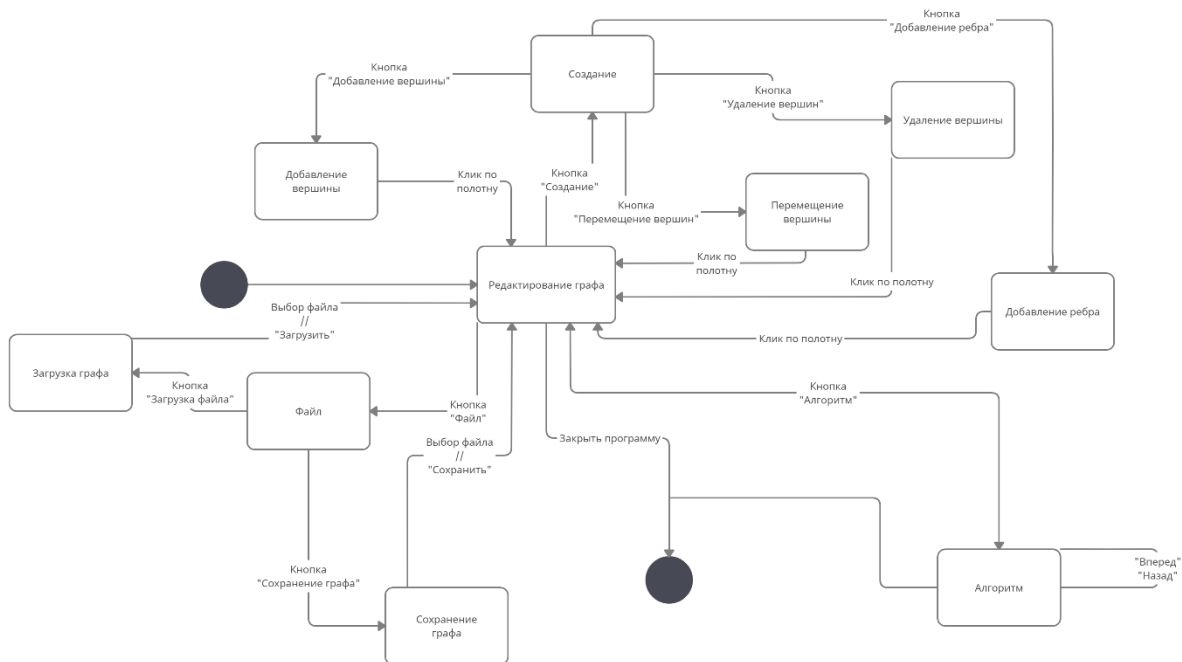 Кнопка
"Добавление ребра"
Создание
Кнопка
"Добавление вершины"
Кнопка
"Удаление вершин"
Удаление вершины
Добавление
вершины
Клик по
полотну
Кнопка
"Создание"
Кнопка
"Перемещение вершин"
Перемещение
вершины
Клик по
полотну
Редактирование графа
Клик по полотну
Добавление ребра
Выбор файла
//
"Загрузить"
Клик по полотну
Загрузка графа
Кнопка
"Загрузка файла"
Файл
Кнопка
"Файл"
Кнопка
"Алгоритм"
Выбор файла
//
"Сохранить"
Закрыть программу
Кнопка
"Сохранение графа"
Сохранение
графа
Алгоритм
"Вперед"
"Назад"